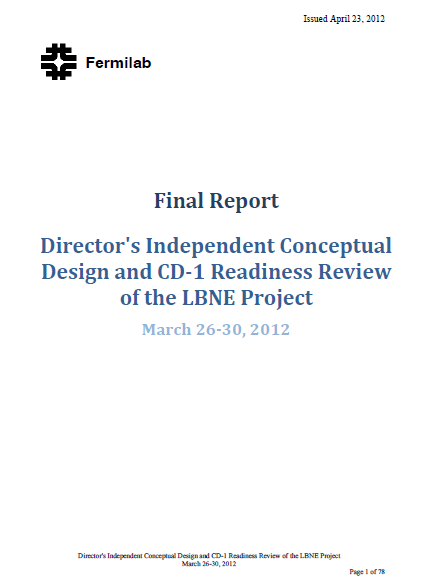 Issued April 23, 2012
Fermilab
Final Report
Director's Independent Conceptual
Design and CD-1 Readiness Review
of the LBNE Project
March 26-30, 2012
Director's Independent Conceptual Design and CD-1 Readiness Review of the LBNE Project
March 26-30, 2012
Page 1 of 78